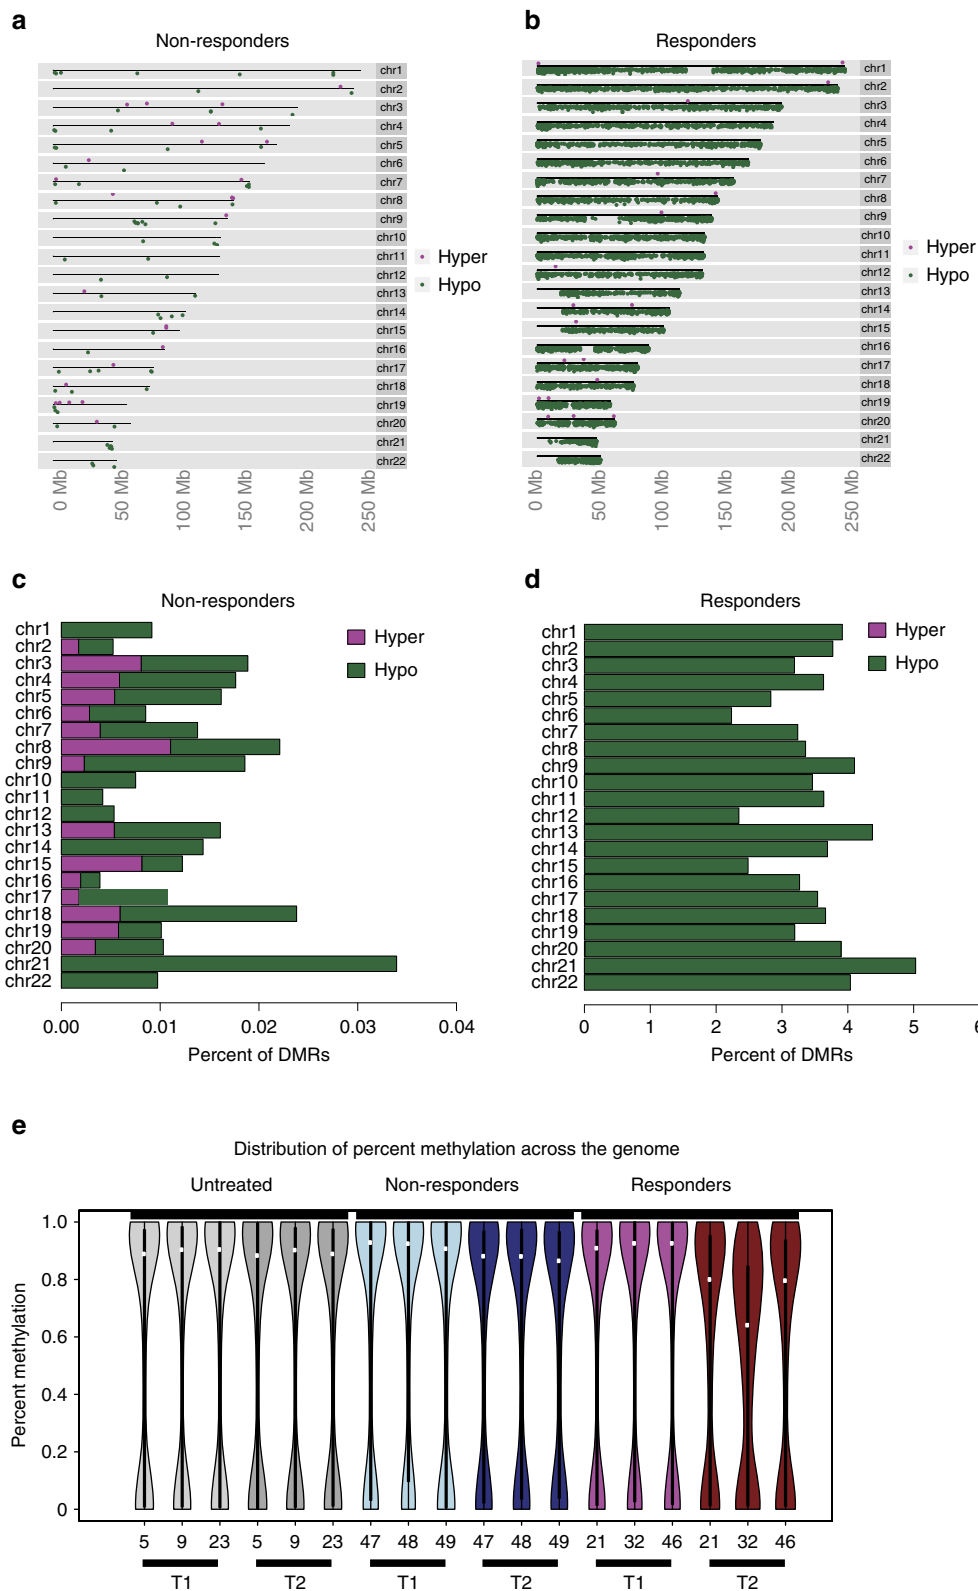 a
Non-responders
chr1
chr2
chr3
chr4
chr5
chr6
chr7
chr8
chr9
chr10
chr11
chr12
chr13
chr14
chr15
chr16
chr17
chr18
chr19
chr20
chr21
chr22
0 Mb
50 Mb
100 Mb
150 Mb
200 Mb
250 Mb
Hyper
Hypo
b
Responders
chr1
chr2
chr3
chr4
chr5
chr6
chr7
chr8
chr9
chr10
chr11
chr12
chr13
chr14
chr15
chr16
chr17
chr18
chr19
chr20
chr21
chr22
0 Mb
50 Mb
100 Mb
150 Mb
200 Mb
250 Mb
Hyper
Hypo
c
Non-responders
chr1
chr2
chr3
chr4
chr5
chr6
chr7
chr8
chr9
chr10
chr11
chr12
chr13
chr14
chr15
chr16
chr17
chr18
chr19
chr20
chr21
chr22
Hyper
Hypo
0.00 0.01 0.02 0.03 0.04
Percent of DMRs
d
Responders
chr1
chr2
chr3
chr4
chr5
chr6
chr7
chr8
chr9
chr10
chr11
chr12
chr13
chr14
chr15
chr16
chr17
chr18
chr19
chr20
chr21
chr22
Hyper
Hypo
0 1 2 3 4 5 6
Percent of DMRs
e
Distribution of percent methylation across the genome
Untreated Non-responders Responders
Percent methylation
1.0
0.8
0.6
0.4
0.2
0
5 9 23 5 9 23 47 48 49 47 48 49 21 32 46 21 32 46
T1 T2 T1 T2 T1 T2